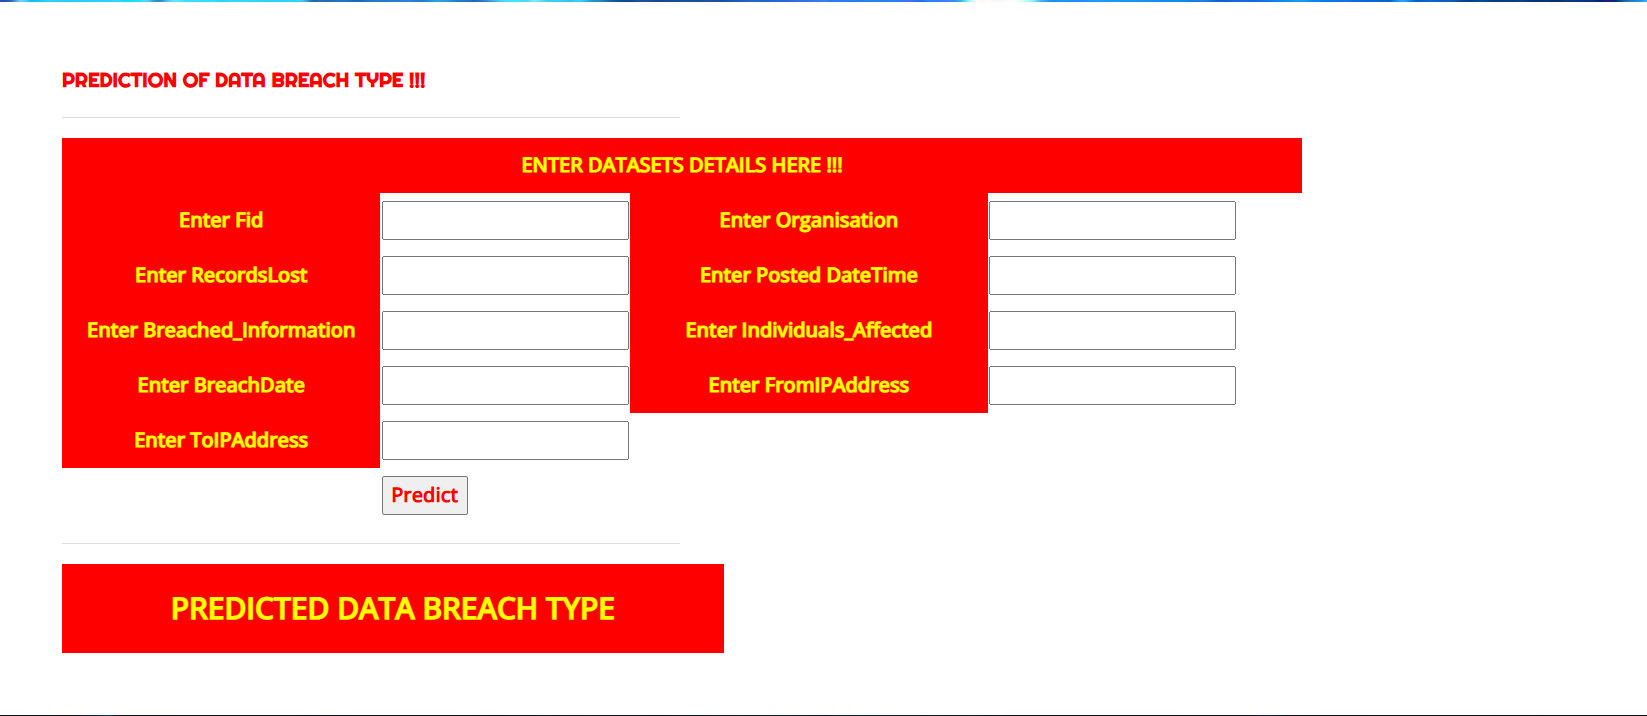 PREDICTION OF DATA BREACH TYPE !!!
ENTER DATASETS DETAILS HERE !!!
Enter Fid
Enter Organisation
Enter RecordsLost
Enter Posted DateTime
Enter Breached_Information
Enter Individuals_Affected
Enter BreachDate
Enter FromIPAddress
Enter ToIPAddress
Predict
PREDICTED DATA BREACH TYPE